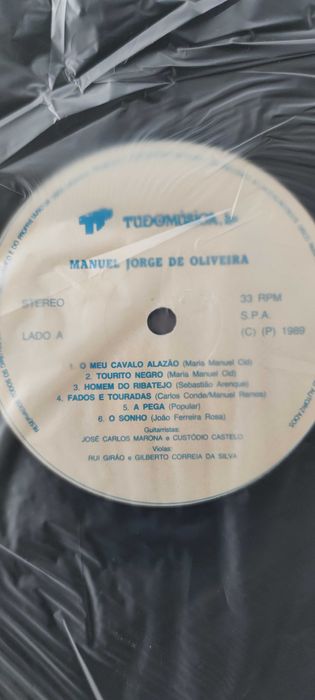 TUDOMÚSICA,
MANUEL JORGE DE OLIVEIRA
STEREO
33 RPM
S.P.A.
LADO A
(C) (P) 1989
1. O MEU CAVALO ALAZÃO (Maria Manuel Cid)
2. TOURITO NEGRO (Maria Manuel Cid)
3. HOMEM DO RIBATEJO (Sebastião Arenque)
4. FADOS E TOURADAS (Carlos Conde/Manuel Ramos)
5. A PEGA (Popular)
6. O SONHO (João Ferreira Rosa)
Guitarristas:
JOSÉ CARLOS MARONA e CUSTÓDIO CASTELO
Violas:
RUI GIRÃO e GILBERTO CORREIA DA SILVA